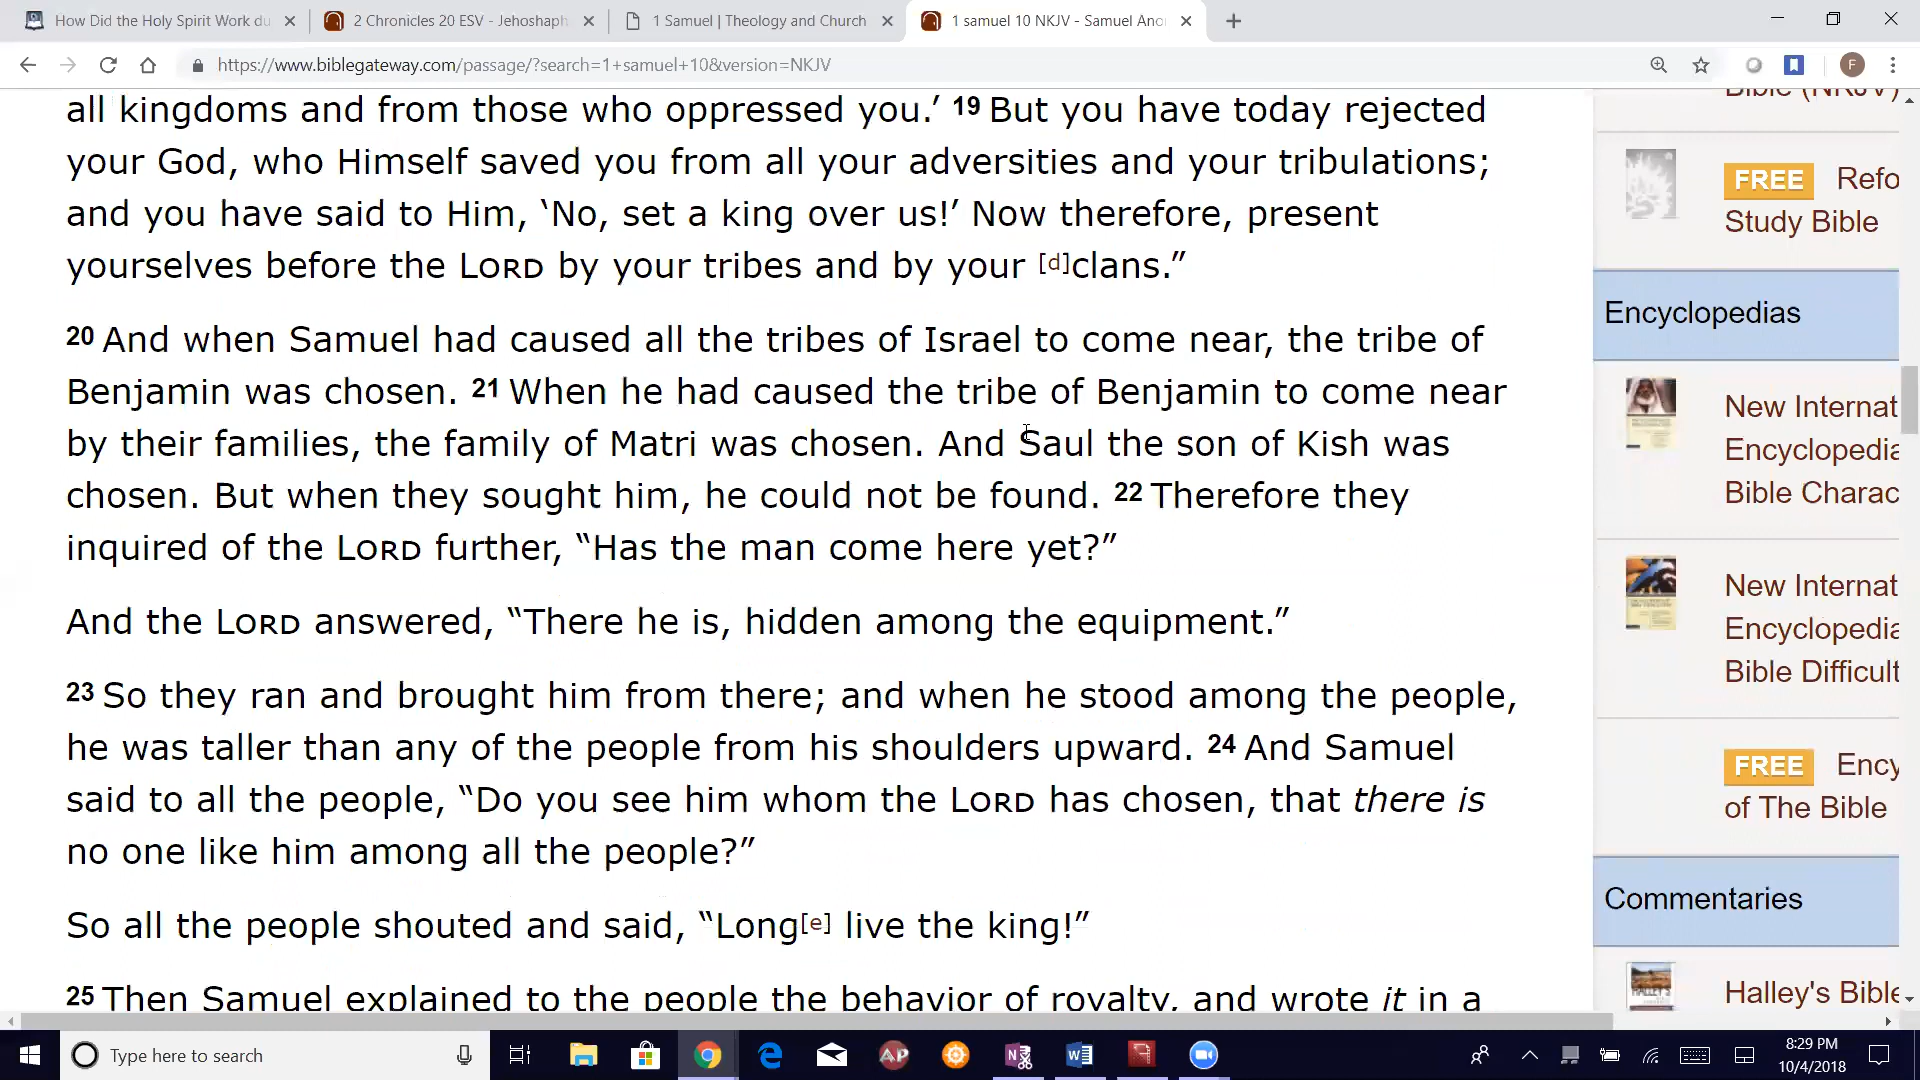 How Did the Holy Spirit Work du
2 Chronicles 20 ESV - Jehoshaph
1 Samuel | Theology and Church
1 samuel 10 NKJV - Samuel Ano
https://www.biblegateway.com/passage/?search=1+samuel+10&version=NKJV
F
all kingdoms and from those who oppressed you.’ 19 But you have today rejected
your God, who Himself saved you from all your adversities and your tribulations;
and you have said to Him, ‘No, set a king over us!’ Now therefore, present
yourselves before the LORD by your tribes and by your [d]clans.”
20 And when Samuel had caused all the tribes of Israel to come near, the tribe of
Benjamin was chosen. 21 When he had caused the tribe of Benjamin to come near
by their families, the family of Matri was chosen. And Saul the son of Kish was
chosen. But when they sought him, he could not be found. 22 Therefore they
inquired of the LORD further, “Has the man come here yet?”
And the LORD answered, “There he is, hidden among the equipment.”
23 So they ran and brought him from there; and when he stood among the people,
he was taller than any of the people from his shoulders upward. 24 And Samuel
said to all the people, “Do you see him whom the LORD has chosen, that there is
no one like him among all the people?”
So all the people shouted and said, “Long[e] live the king!”
25 Then Samuel explained to the people the behavior of royalty, and wrote it in a
Bible (NKJV)
FREE Refo
Study Bible
Encyclopedias
New Internat
Encyclopedia
Bible Charac
New Internat
Encyclopedia
Bible Difficult
FREE Ency
of The Bible
Commentaries
HALLEY'S
Halley's Bible
Type here to search
AP
8:29 PM
10/4/2018